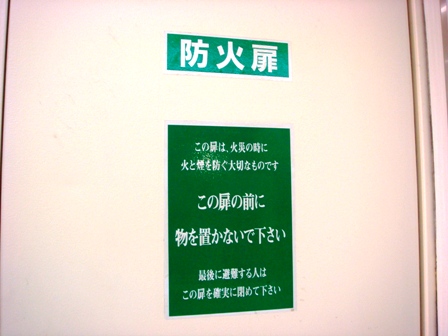 防火扉
この扉は、火災の時に
火と煙を防ぐ大切なものです
この扉の前に
物を置かないで下さい
最後に避難する人は
この扉を確実に閉めて下さい